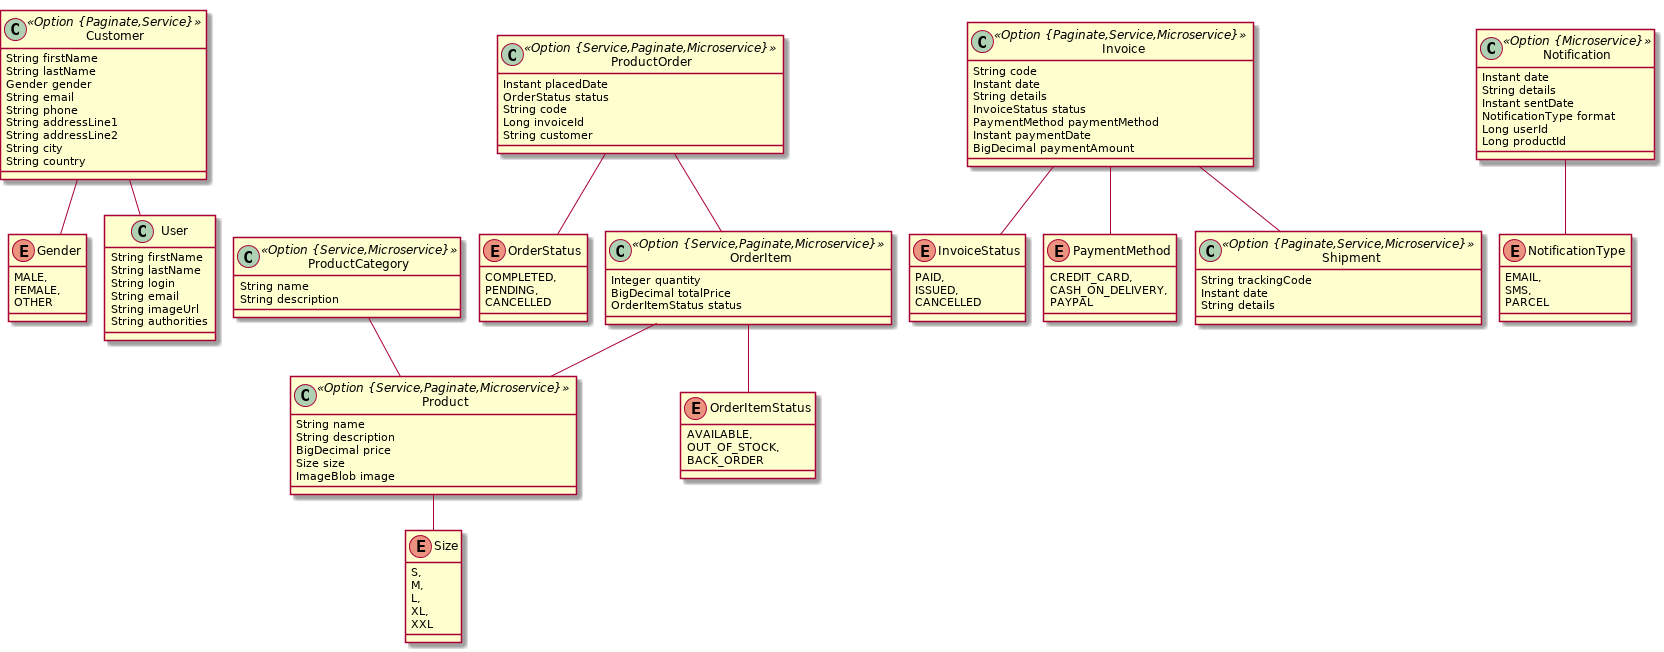 C «Option {Paginate,Service}»
Customer
String firstName
String lastName
Gender gender
String email
String phone
String addressLine1
String addressLine2
String city
String country
C «Option {Service,Paginate,Microservice}»
ProductOrder
Instant placedDate
OrderStatus status
String code
Long invoiceId
String customer
C «Option {Paginate,Service,Microservice}»
Invoice
String code
Instant date
String details
InvoiceStatus status
PaymentMethod paymentMethod
Instant paymentDate
BigDecimal paymentAmount
C «Option {Microservice}»
Notification
Instant date
String details
Instant sentDate
NotificationType format
Long userId
Long productId
E Gender
MALE,
FEMALE,
OTHER
C User
String firstName
String lastName
String login
String email
String imageUrl
String authorities
C «Option {Service,Microservice}»
ProductCategory
String name
String description
E OrderStatus
COMPLETED,
PENDING,
CANCELLED
C «Option {Service,Paginate,Microservice}»
OrderItem
Integer quantity
BigDecimal totalPrice
OrderItemStatus status
E InvoiceStatus
PAID,
ISSUED,
CANCELLED
E PaymentMethod
CREDIT_CARD,
CASH_ON_DELIVERY,
PAYPAL
C «Option {Paginate,Service,Microservice}»
Shipment
String trackingCode
Instant date
String details
E NotificationType
EMAIL,
SMS,
PARCEL
C «Option {Service,Paginate,Microservice}»
Product
String name
String description
BigDecimal price
Size size
ImageBlob image
E OrderItemStatus
AVAILABLE,
OUT_OF_STOCK,
BACK_ORDER
E Size
S,
M,
L,
XL,
XXL